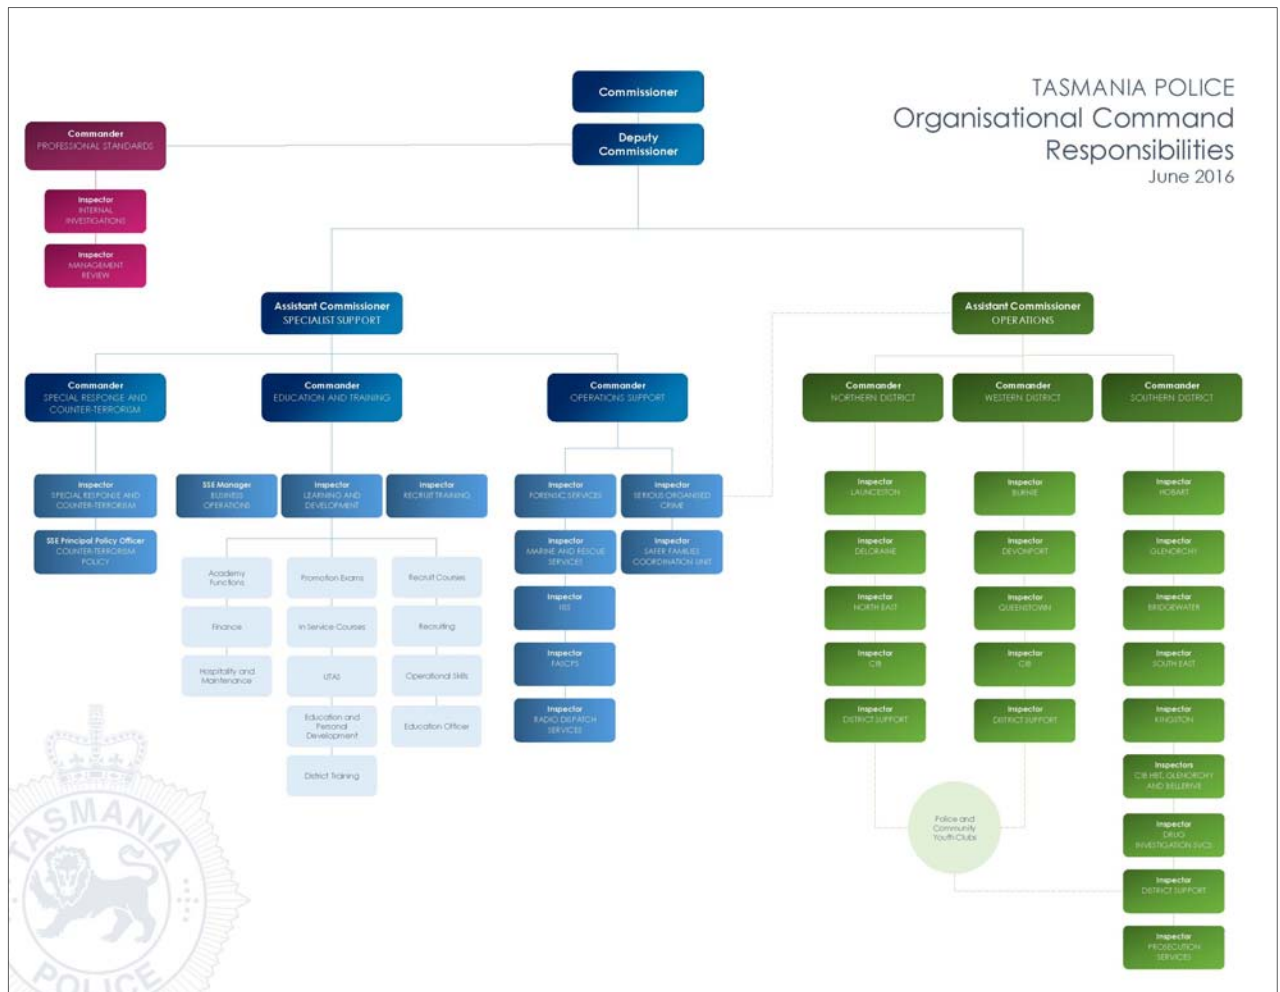 TASMANIA POLICE
Organisational Command
Responsibilities
June 2016
Commissioner
Deputy
Commissioner
Commander
PROFESSIONAL STANDARDS
Inspector
INTERNAL
INVESTIGATIONS
Inspector
MANAGEMENT
REVIEW
Assistant Commissioner
SPECIALIST SUPPORT
Assistant Commissioner
OPERATIONS
Commander
SPECIAL RESPONSE AND
COUNTER-TERRORISM
Commander
EDUCATION AND TRAINING
Commander
OPERATIONS SUPPORT
Commander
NORTHERN DISTRICT
Commander
WESTERN DISTRICT
Commander
SOUTHERN DISTRICT
Inspector
SPECIAL RESPONSE AND
COUNTER-TERRORISM
SSE Principal Policy Officer
COUNTER-TERRORISM
POLICY
SSE Manager
BUSINESS
OPERATIONS
Inspector
LEARNING AND
DEVELOPMENT
Inspector
RECRUIT TRAINING
Academy
Functions
Finance
Hospitality and
Maintenance
Promotion Exams
In Service Courses
UTAS
Education and
Personal
Development
District Training
Recruit Courses
Recruiting
Operational Skills
Education Officer
Inspector
FORENSIC SERVICES
Inspector
MARINE AND RESCUE
SERVICES
Inspector
Inspector
Inspector
RADIO DISPATCH
SERVICES
Inspector
SERIOUS ORGANISED
CRIME
Inspector
SAFER FAMILIES
COORDINATION UNIT
Inspector
LAUNCESTON
Inspector
DELORAINE
Inspector
NORTH EAST
Inspector
CIB
Inspector
DISTRICT SUPPORT
Inspector
BURNIE
Inspector
DEVONPORT
Inspector
QUEENSTOWN
Inspector
CIB
Inspector
DISTRICT SUPPORT
Police and
Community
Youth Clubs
Inspector
HOBART
Inspector
GLENORCHY
Inspector
BRIDGEWATER
Inspector
SOUTH EAST
Inspector
KINGSTON
Inspectors
CIB HBT, GLENORCHY
AND BELLERIVE
Inspector
DRUG
INVESTIGATION SVCS
Inspector
DISTRICT SUPPORT
Inspector
PROSECUTION
SERVICES
TASMANIA
POLICE